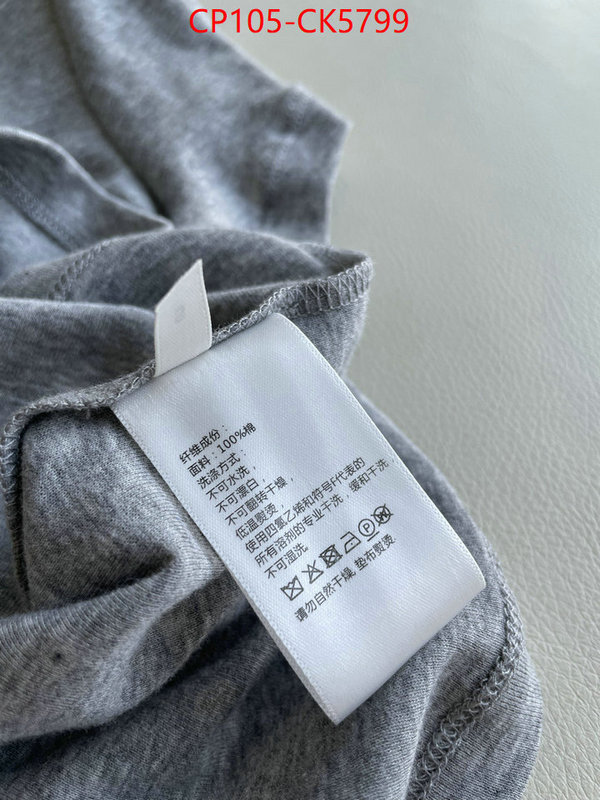 CP105-CK5799
纤维成份：
面料：100%棉
洗涤方式：
不可水洗，
不可漂白，
不可翻转干燥，
低温熨烫，
使用四氯乙烯和符号F代表的
所有溶剂的专业干洗，缓和干洗，
不可湿洗
请勿自然干燥，垫布熨烫。